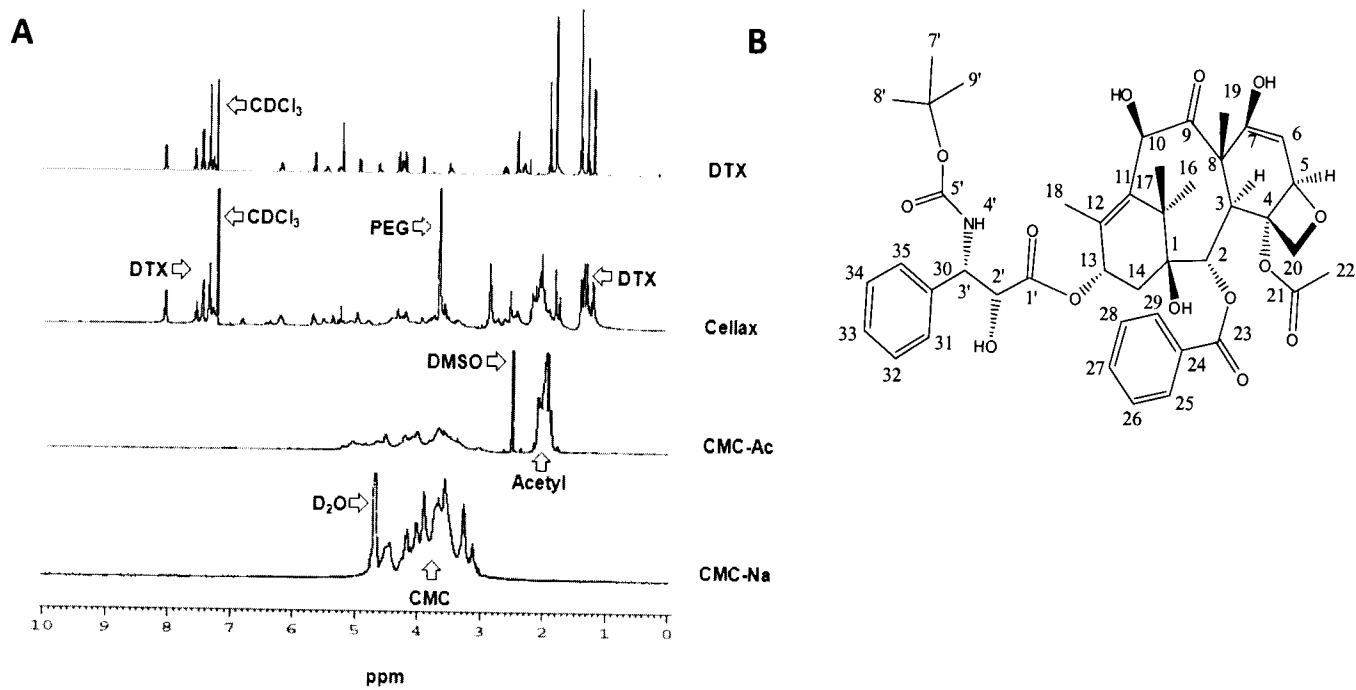 A
CDCl3
DTX
CDCl3
PEG
DTX
DTX
Cellax
DMSO
CMC-Ac
Acetyl
D2O
CMC-Na
CMC
10 9 8 7 6 5 4 3 2 1 0
ppm
B
7'
8'
9'
O
5'
O
4'
NH
35
34
30
3'
2'
O
33
31
32
HO
1'
O
HO
O
19
OH
10
9
7
6
8
5
H
17
16
H
18
11
3
4
O
12
1
2
20
13
14
O
22
29
OH
21
28
O
23
O
27
24
O
26
25